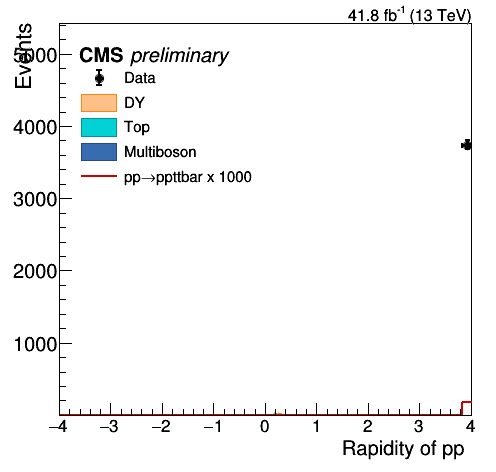 41.8 fb⁻¹ (13 TeV)
Events
CMS preliminary
Data
DY
Top
Multiboson
pp→ppttbar x 1000
5000
4000
3000
2000
1000
−4 −3 −2 −1 0 1 2 3 4
Rapidity of pp